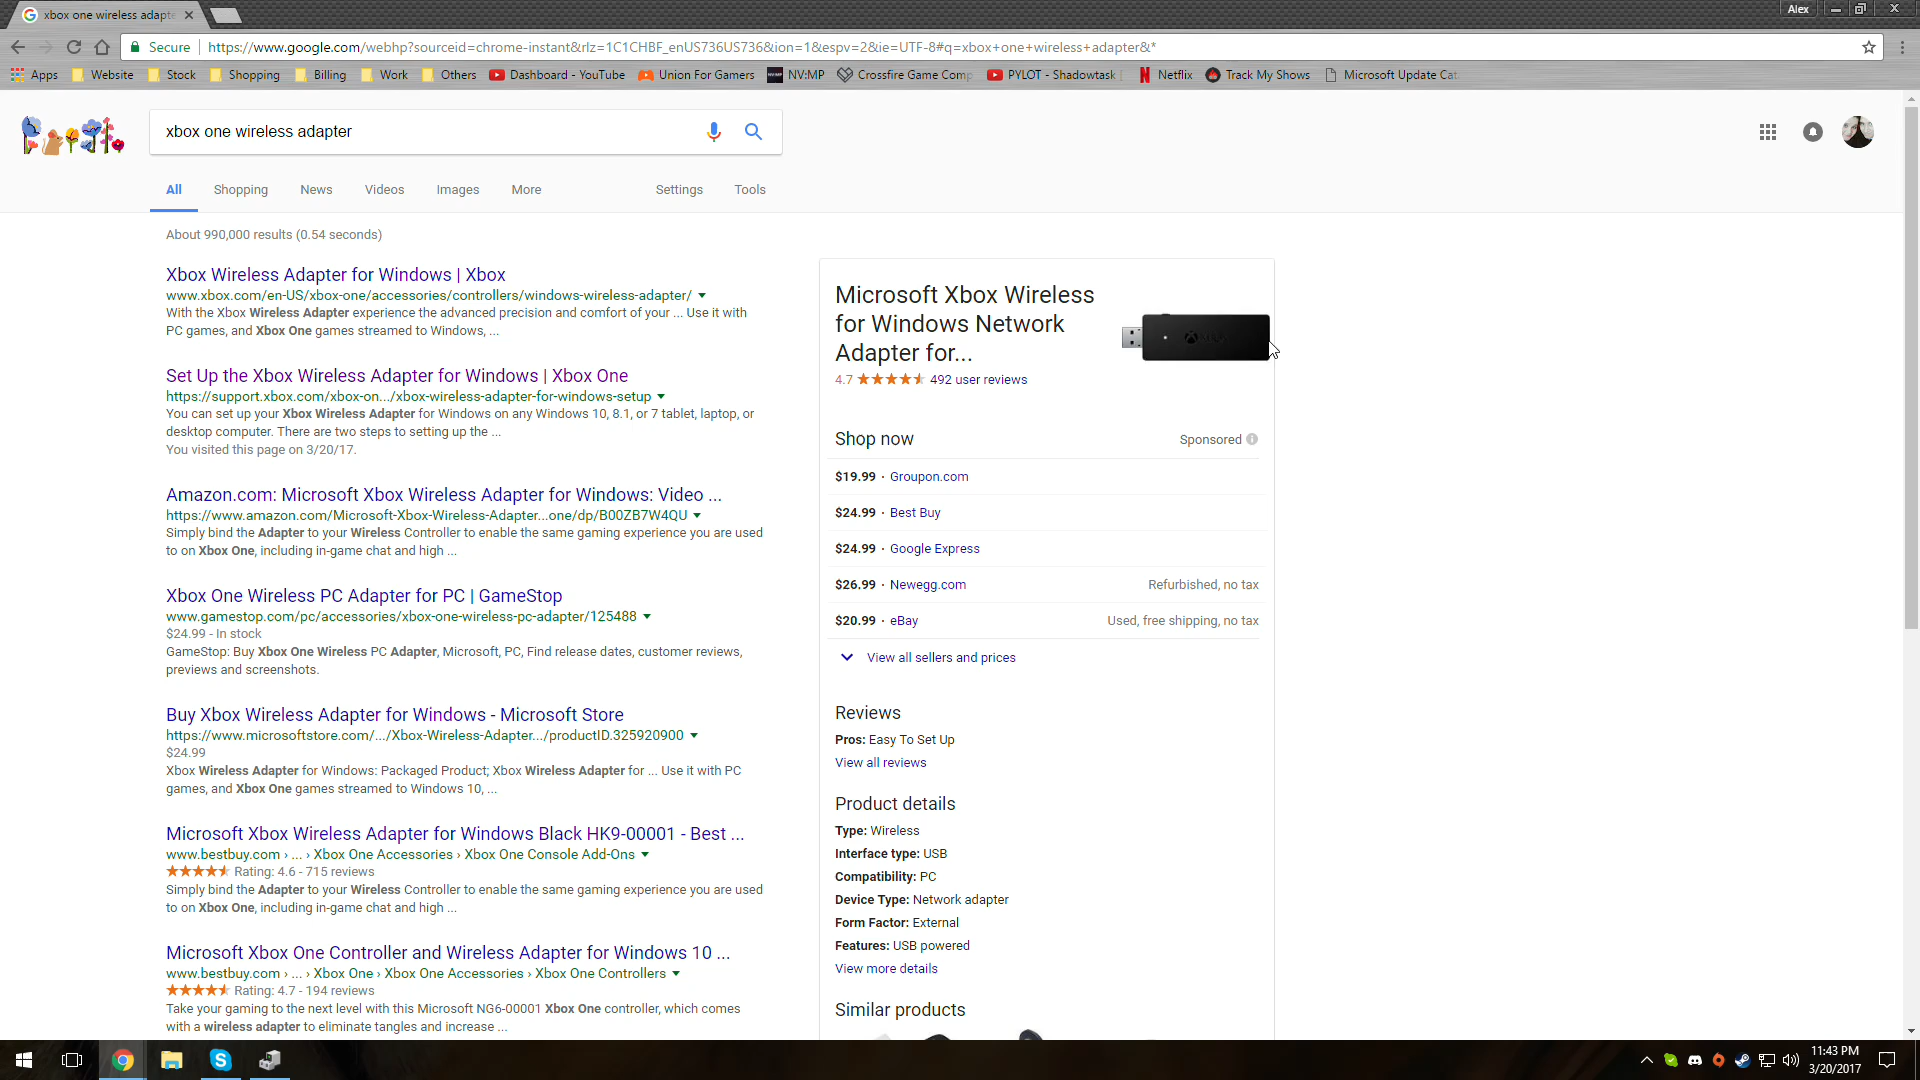 xbox one wireless adapte
Alex
Secure
https://www.google.com/webhp?sourceid=chrome-instant&rlz=1C1CHBF_enUS736US736&ion=1&espv=2&ie=UTF-8#q=xbox+one+wireless+adapter&*
Apps Website Stock Shopping Billing Work Others Dashboard - YouTube Union For Gamers NV:MP Crossfire Game Comp PYLOT - Shadowtask Netflix Track My Shows Microsoft Update Cat
xbox one wireless adapter
All Shopping News Videos Images More Settings Tools
About 990,000 results (0.54 seconds)
Xbox Wireless Adapter for Windows | Xbox
www.xbox.com/en-US/xbox-one/accessories/controllers/windows-wireless-adapter/
With the Xbox Wireless Adapter experience the advanced precision and comfort of your ... Use it with
PC games, and Xbox One games streamed to Windows, ...
Set Up the Xbox Wireless Adapter for Windows | Xbox One
https://support.xbox.com/xbox-on.../xbox-wireless-adapter-for-windows-setup
You can set up your Xbox Wireless Adapter for Windows on any Windows 10, 8.1, or 7 tablet, laptop, or
desktop computer. There are two steps to setting up the ...
You visited this page on 3/20/17.
Amazon.com: Microsoft Xbox Wireless Adapter for Windows: Video ...
https://www.amazon.com/Microsoft-Xbox-Wireless-Adapter...one/dp/B00ZB7W4QU
Simply bind the Adapter to your Wireless Controller to enable the same gaming experience you are used
to on Xbox One, including in-game chat and high ...
Xbox One Wireless PC Adapter for PC | GameStop
www.gamestop.com/pc/accessories/xbox-one-wireless-pc-adapter/125488
$24.99 - In stock
GameStop: Buy Xbox One Wireless PC Adapter, Microsoft, PC, Find release dates, customer reviews,
previews and screenshots.
Buy Xbox Wireless Adapter for Windows - Microsoft Store
https://www.microsoftstore.com/.../Xbox-Wireless-Adapter.../productID.325920900
$24.99
Xbox Wireless Adapter for Windows: Packaged Product; Xbox Wireless Adapter for ... Use it with PC
games, and Xbox One games streamed to Windows 10, ...
Microsoft Xbox Wireless Adapter for Windows Black HK9-00001 - Best ...
www.bestbuy.com › ... › Xbox One Accessories › Xbox One Console Add-Ons
Rating: 4.6 - 715 reviews
Simply bind the Adapter to your Wireless Controller to enable the same gaming experience you are used
to on Xbox One, including in-game chat and high ...
Microsoft Xbox One Controller and Wireless Adapter for Windows 10 ...
www.bestbuy.com › ... › Xbox One › Xbox One Accessories › Xbox One Controllers
Rating: 4.7 - 194 reviews
Take your gaming to the next level with this Microsoft NG6-00001 Xbox One controller, which comes
with a wireless adapter to eliminate tangles and increase ...
Microsoft Xbox Wireless
for Windows Network
Adapter for...
4.7 492 user reviews
Shop now Sponsored
$19.99 · Groupon.com
$24.99 · Best Buy
$24.99 · Google Express
$26.99 · Newegg.com Refurbished, no tax
$20.99 · eBay Used, free shipping, no tax
View all sellers and prices
Reviews
Pros: Easy To Set Up
View all reviews
Product details
Type: Wireless
Interface type: USB
Compatibility: PC
Device Type: Network adapter
Form Factor: External
Features: USB powered
View more details
Similar products
11:43 PM
3/20/2017